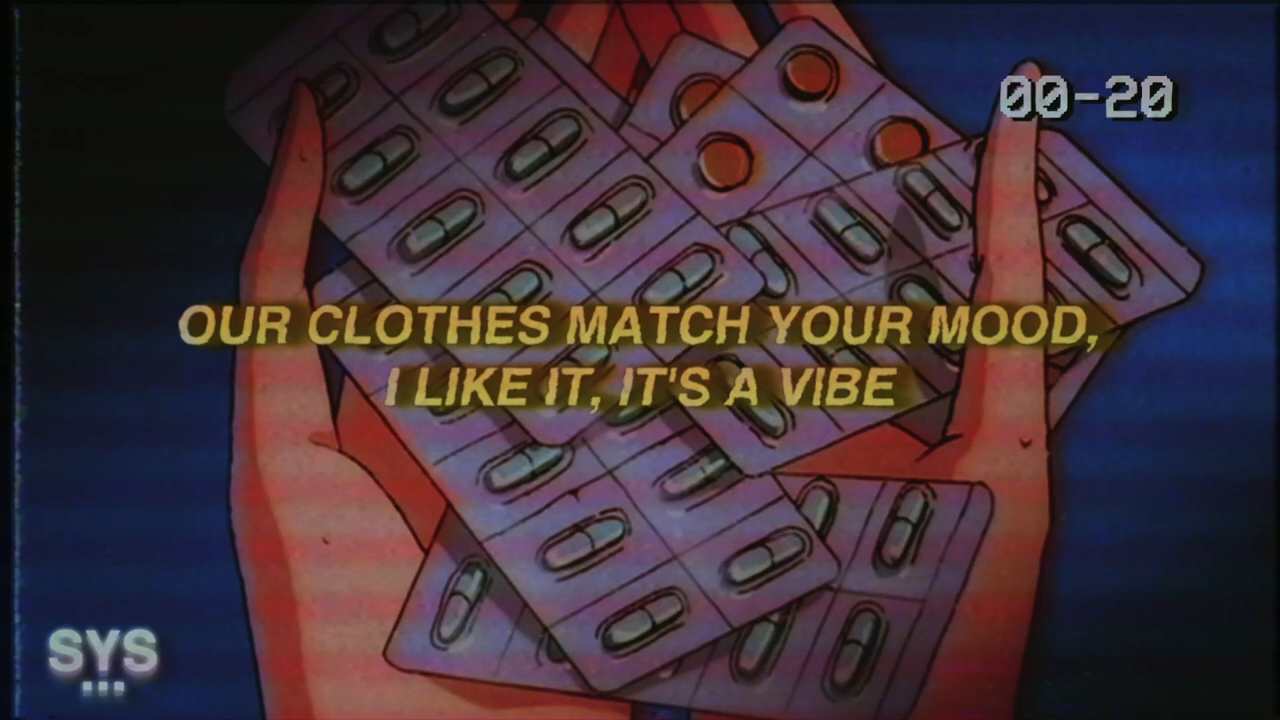 00-20
OUR CLOTHES MATCH YOUR MOOD,
I LIKE IT, IT'S A VIBE
SYS